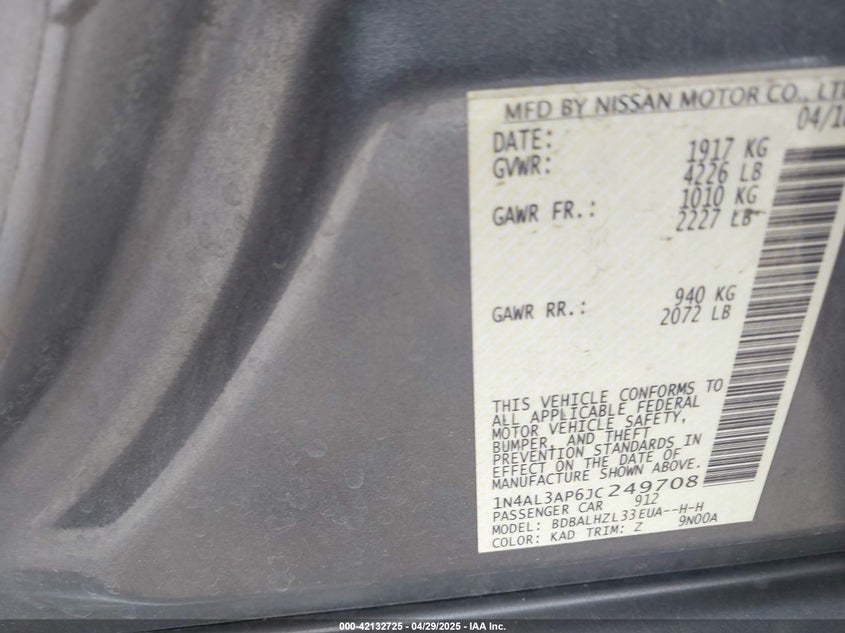 MFD BY NISSAN MOTOR CO., LT
DATE: 04/18
GVWR: 1917 KG
4226 LB
GAWR FR.: 1010 KG
2227 LB
GAWR RR.: 940 KG
2072 LB
THIS VEHICLE CONFORMS TO
ALL APPLICABLE FEDERAL
MOTOR VEHICLE SAFETY,
BUMPER, AND THEFT
PREVENTION STANDARDS IN
EFFECT ON THE DATE OF
MANUFACTURE SHOWN ABOVE.
1N4AL3AP6JC249708
PASSENGER CAR 912
MODEL: BDBALHZL33EUA--H-H
COLOR: KAD TRIM: Z 9N00A
000-42132725 - 04/29/2025 - IAA Inc.